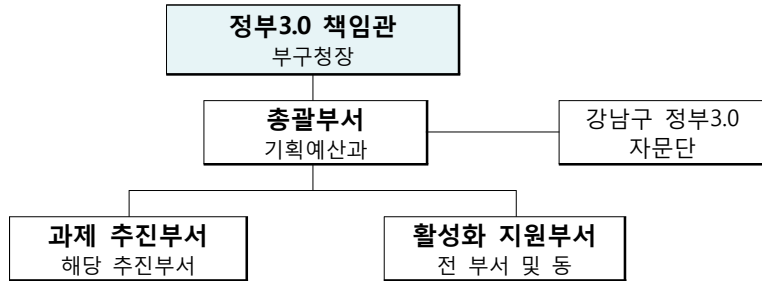 정부3.0 책임관
부구청장
총괄부서
기획예산과
강남구 정부3.0
자문단
과제 추진부서
해당 추진부서
활성화 지원부서
전 부서 및 동